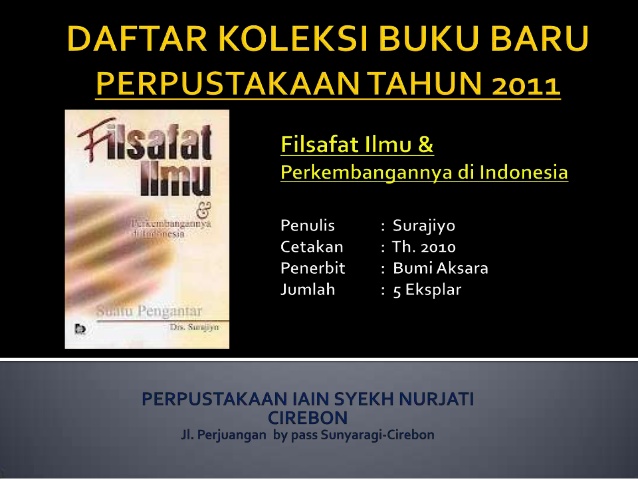 DAFTAR KOLEKSI BUKU BARU
PERPUSTAKAAN TAHUN 2011
Filsafat
Ilmu
&
Perkembangannya
di Indonesia
Suatu Pengantar
Drs. Surajiyo
Filsafat Ilmu &
Perkembangannya di Indonesia
Penulis : Surajiyo
Cetakan : Th. 2010
Penerbit : Bumi Aksara
Jumlah : 5 Eksplar
PERPUSTAKAAN IAIN SYEKH NURJATI
CIREBON
Jl. Perjuangan by pass Sunyaragi-Cirebon